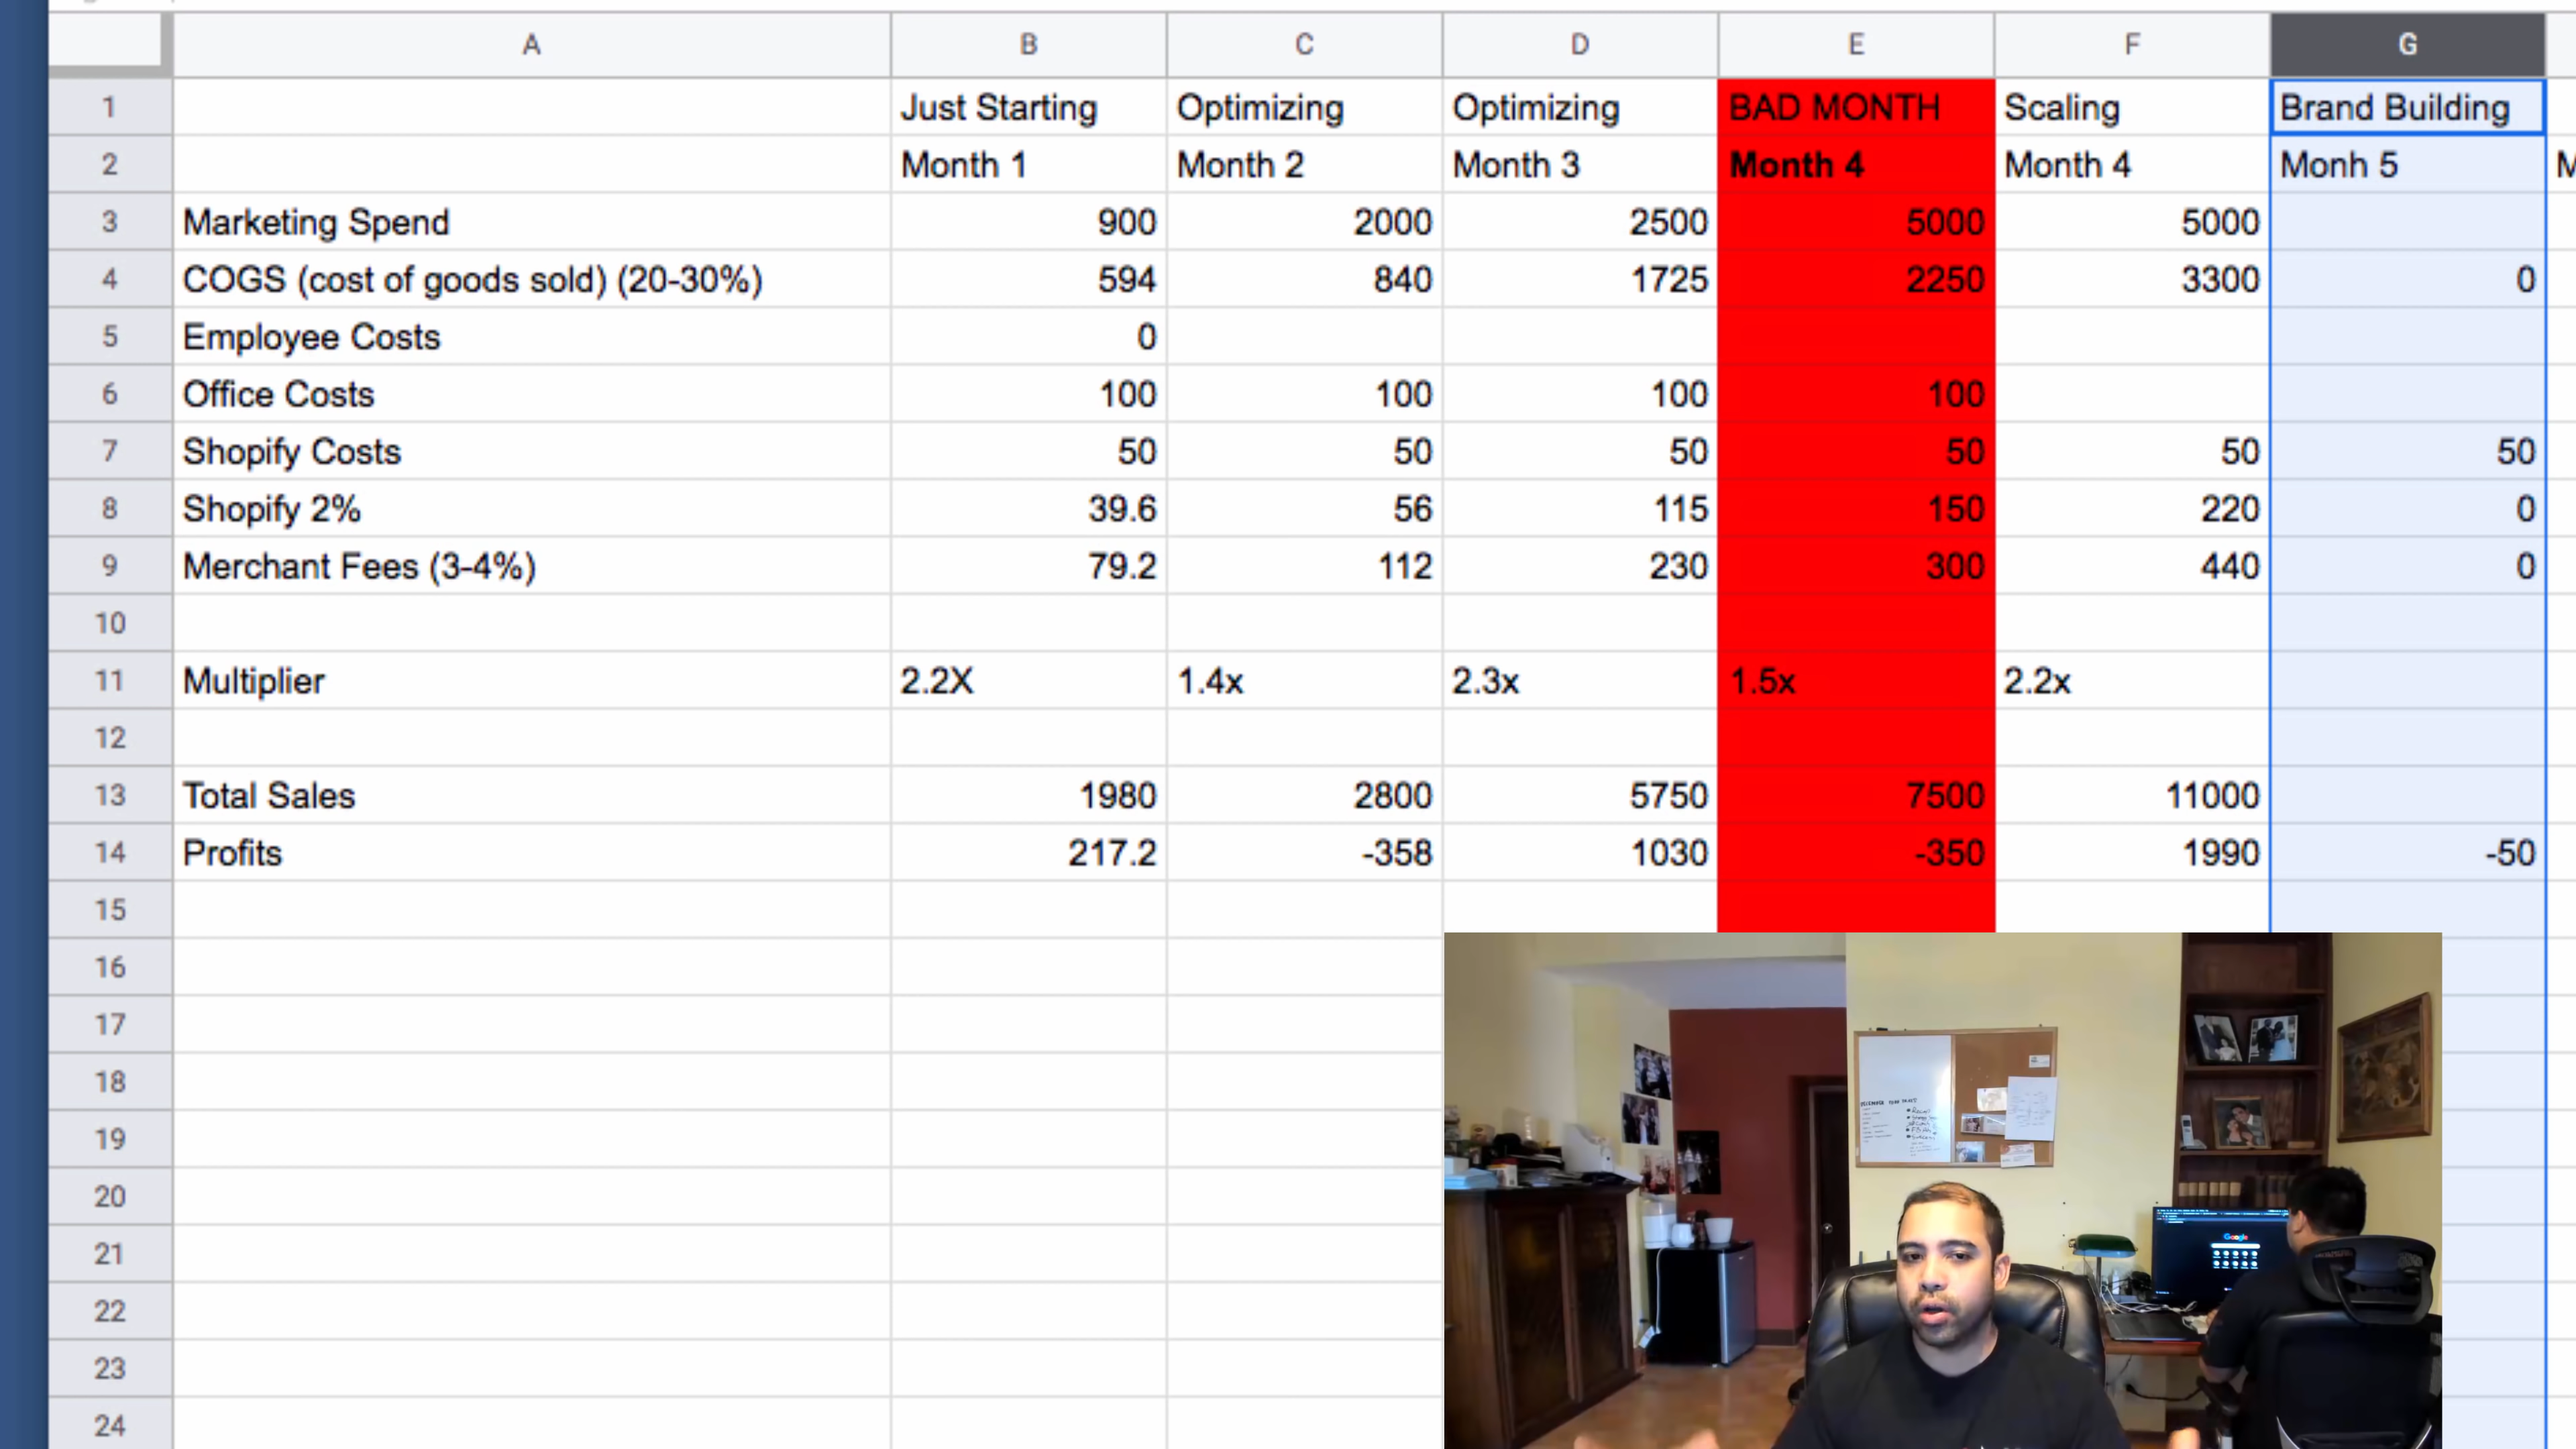 A B C D E F G
1 Just Starting Optimizing Optimizing BAD MONTH Scaling Brand Building
2 Month 1 Month 2 Month 3 Month 4 Month 4 Monh 5 M
3 Marketing Spend 900 2000 2500 5000 5000
4 COGS (cost of goods sold) (20-30%) 594 840 1725 2250 3300 0
5 Employee Costs 0
6 Office Costs 100 100 100 100
7 Shopify Costs 50 50 50 50 50 50
8 Shopify 2% 39.6 56 115 150 220 0
9 Merchant Fees (3-4%) 79.2 112 230 300 440 0
10
11 Multiplier 2.2X 1.4x 2.3x 1.5x 2.2x
12
13 Total Sales 1980 2800 5750 7500 11000
14 Profits 217.2 -358 1030 -350 1990 -50
15
16
17
18
19
20
21
22
23
24
Google